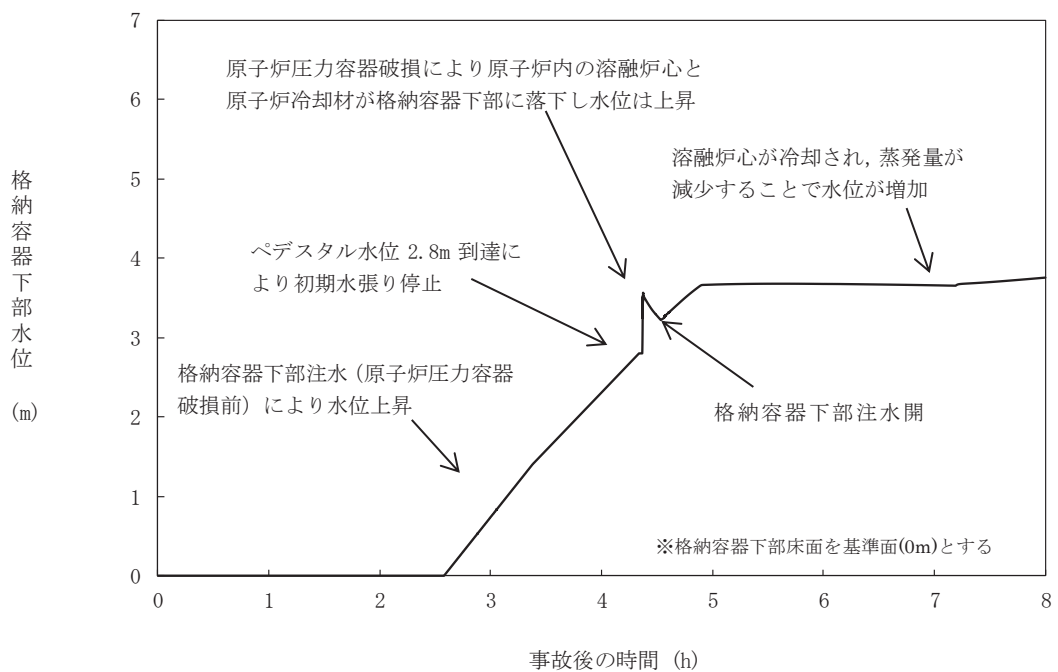 7
6
5
4
3
2
1
0
0 1 2 3 4 5 6 7 8
格納容器下部水位
(m)
原子炉圧力容器破損により原子炉内の溶融炉心と
原子炉冷却材が格納容器下部に落下し水位は上昇
溶融炉心が冷却され, 蒸発量が
減少することで水位が増加
ペデスタル水位 2.8m 到達に
より初期水張り停止
格納容器下部注水（原子炉圧力容器
破損前）により水位上昇
格納容器下部注水開
※格納容器下部床面を基準面(0m)とする
事故後の時間 (h)